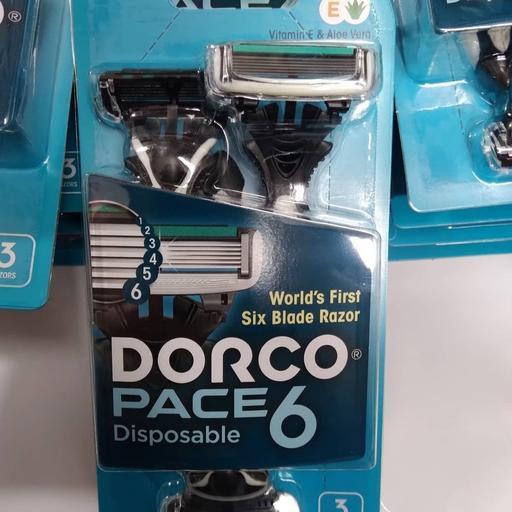 E
Vitamin E & Aloe Vera
1
2
3
4
5
6
World's First
Six Blade Razor
DORCO®
PACE 6
Disposable
3
3
3